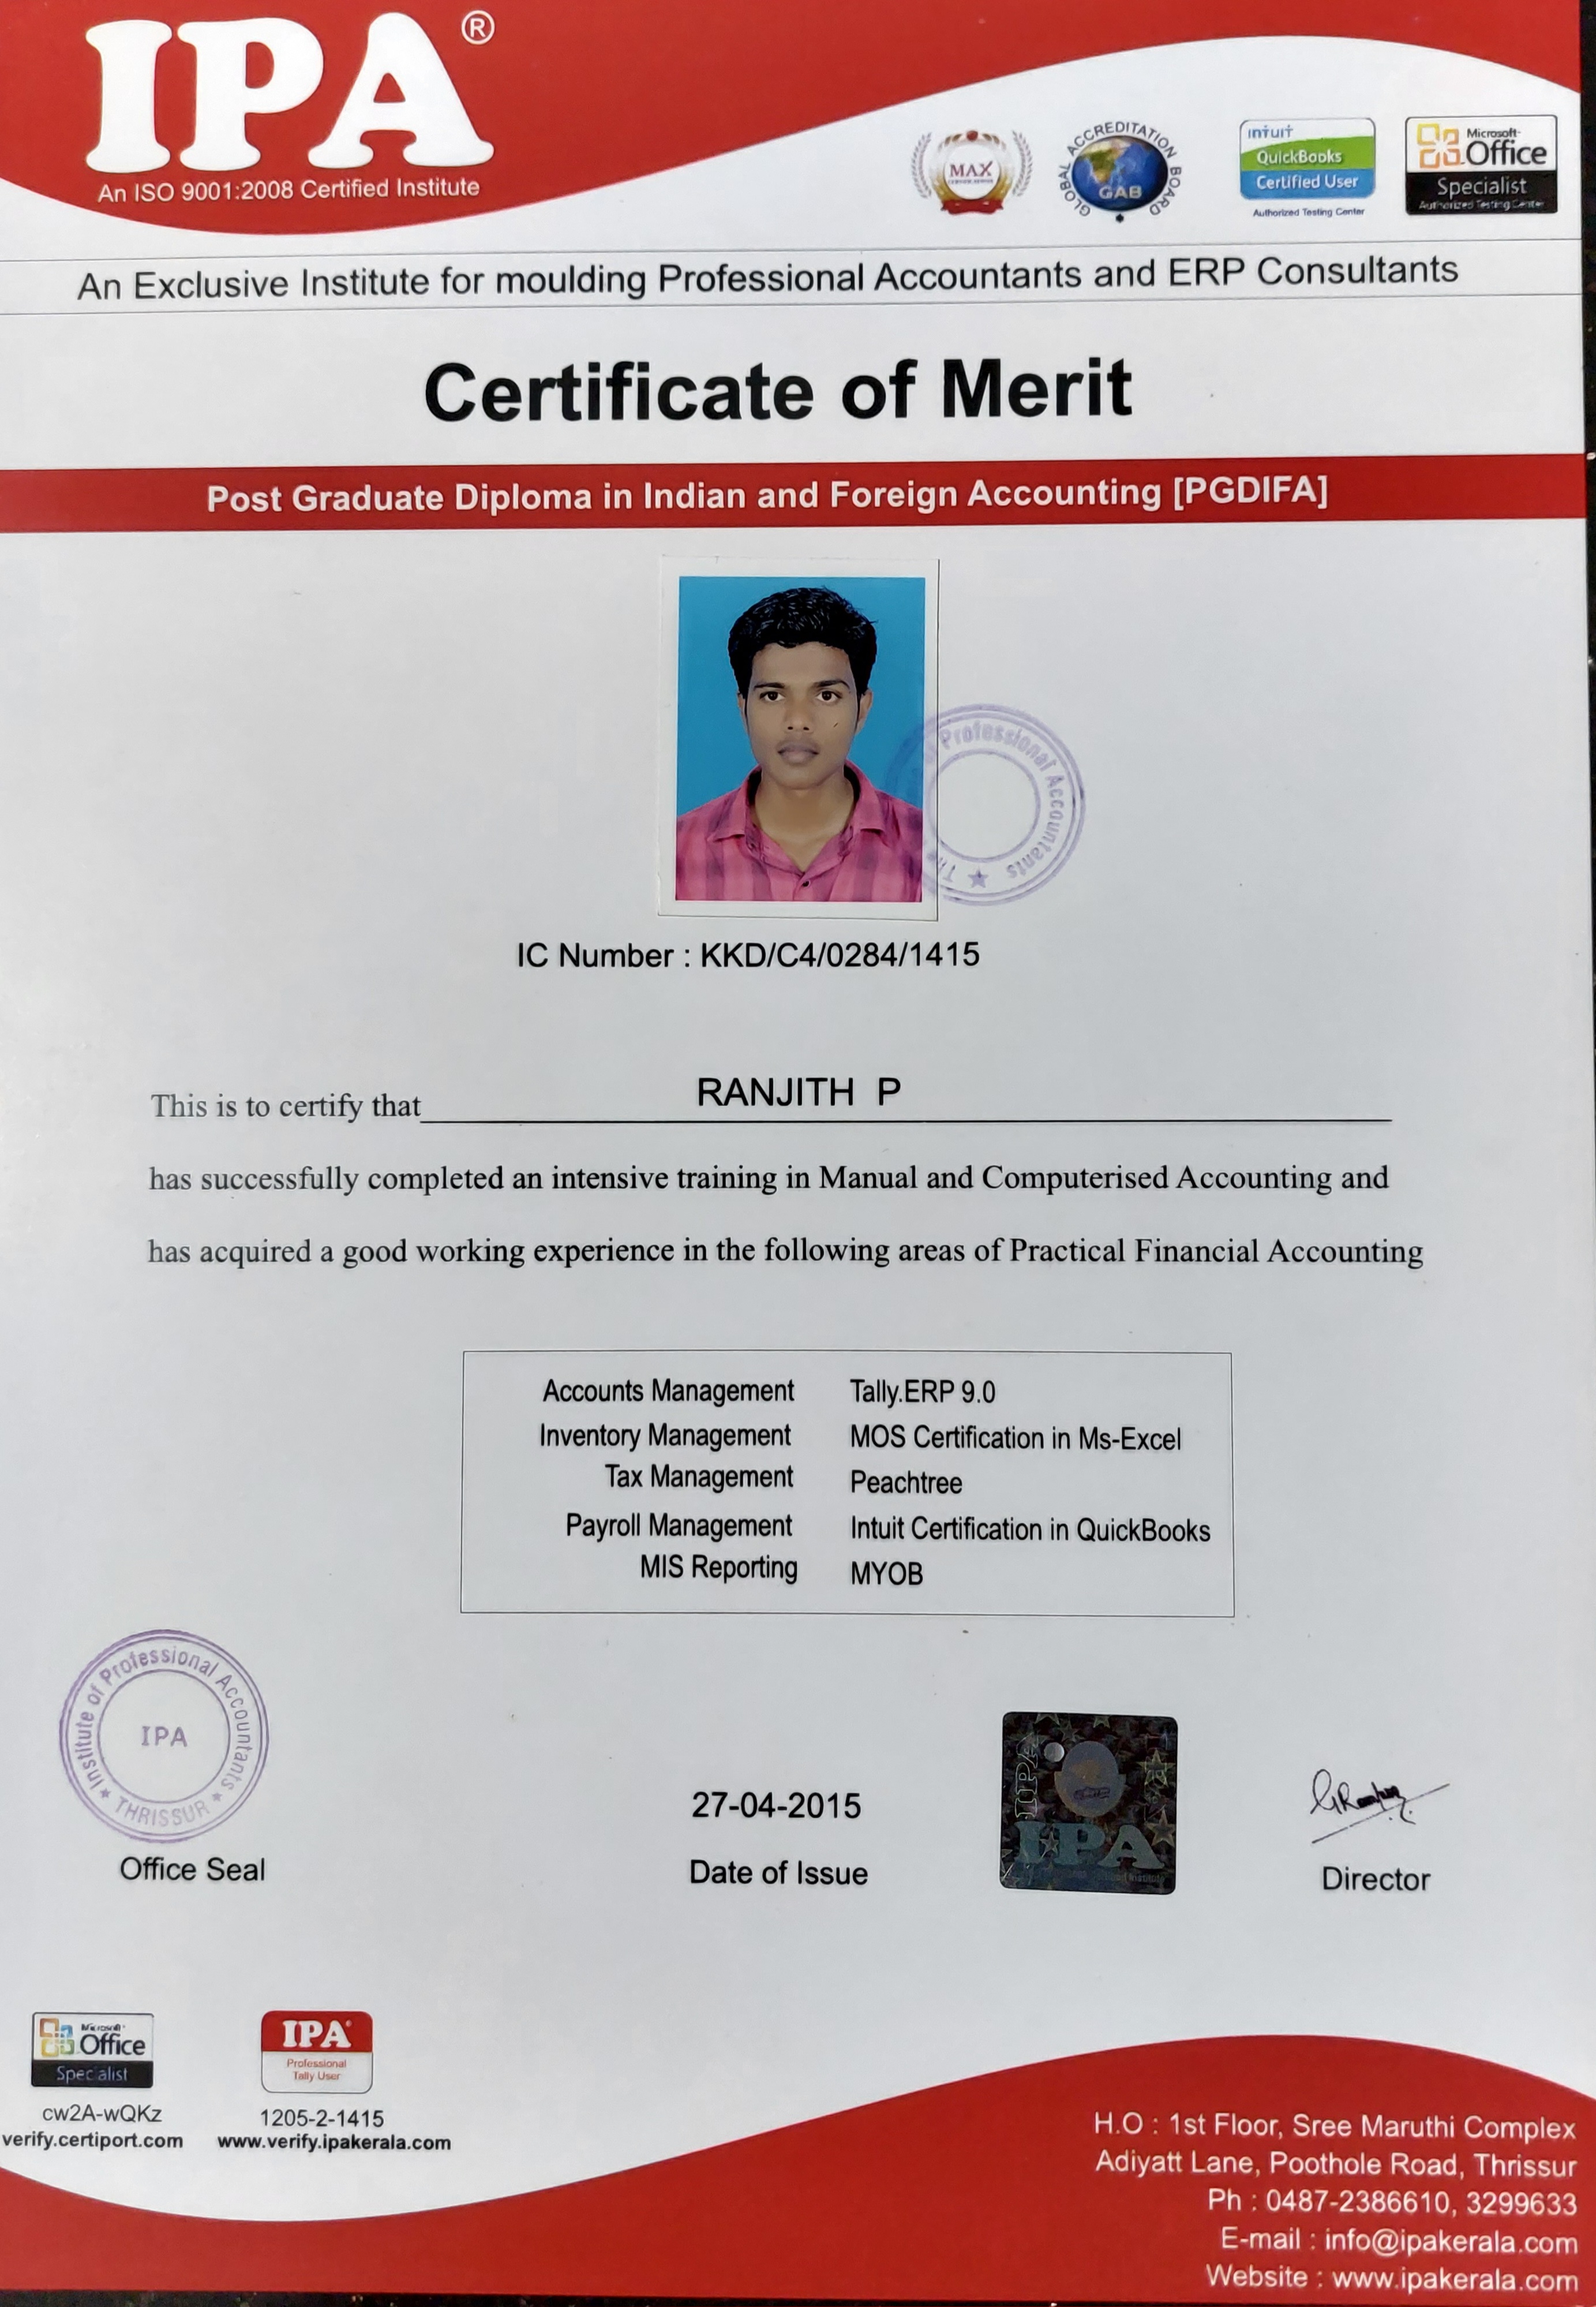 IPA®
An ISO 9001:2008 Certified Institute
MAX
GLOBAL ACCREDITATION BOARD
GAB
intuit
QuickBooks
Certified User
Authorized Testing Center
Microsoft
Office
Specialist
Authorized Testing Center
An Exclusive Institute for moulding Professional Accountants and ERP Consultants
Certificate of Merit
Post Graduate Diploma in Indian and Foreign Accounting [PGDIFA]
Professional Accountants
IC Number : KKD/C4/0284/1415
This is to certify that RANJITH P
has successfully completed an intensive training in Manual and Computerised Accounting and
has acquired a good working experience in the following areas of Practical Financial Accounting
Accounts Management Tally.ERP 9.0
Inventory Management MOS Certification in Ms-Excel
Tax Management Peachtree
Payroll Management Intuit Certification in QuickBooks
MIS Reporting MYOB
Institute of Professional Accountants
IPA
THRISSUR
Office Seal
27-04-2015
Date of Issue
IPA
IPA
Director
Microsoft
Office
Specialist
cw2A-wQKz
verify.certiport.com
IPA
Professional
Tally User
1205-2-1415
www.verify.ipakerala.com
H.O : 1st Floor, Sree Maruthi Complex
Adiyatt Lane, Poothole Road, Thrissur
Ph : 0487-2386610, 3299633
E-mail : info@ipakerala.com
Website : www.ipakerala.com